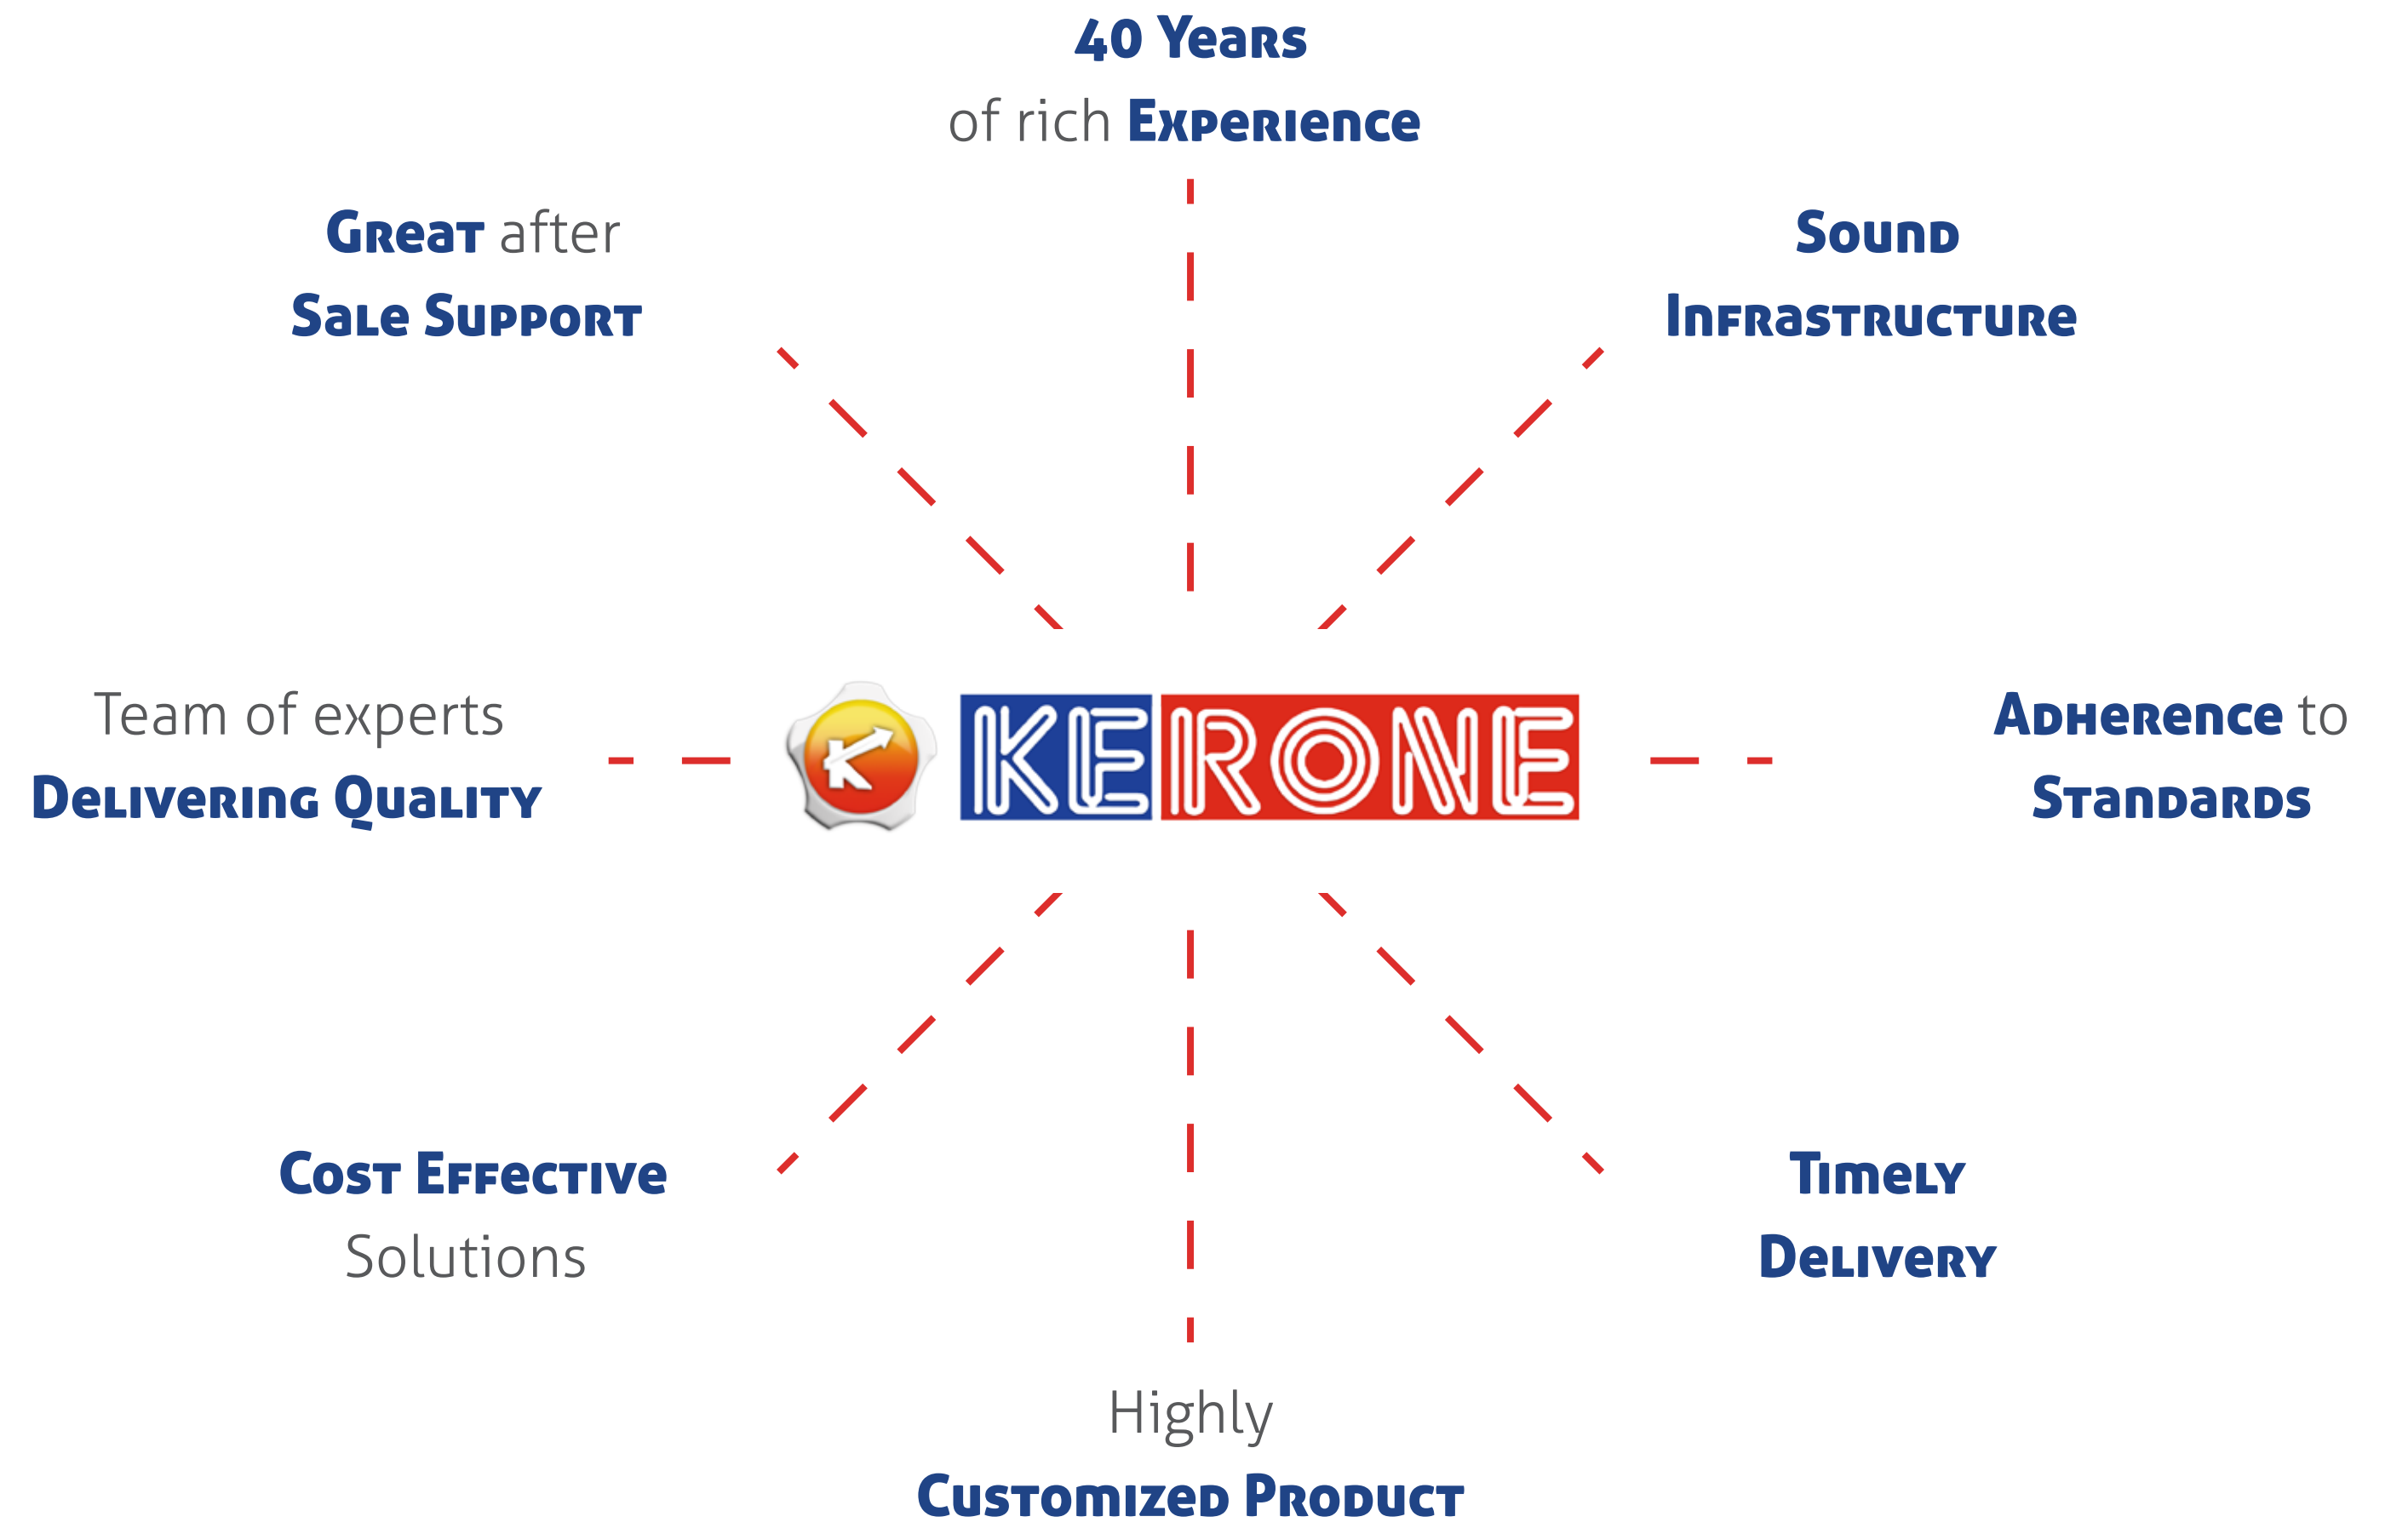 40 Years
of rich Experience
Great after
Sale Support
Sound
Infrastructure
Team of experts
Delivering Quality
K KERONE
Adherence to
Standards
Cost Effective
Solutions
Timely
Delivery
Highly
Customized Product